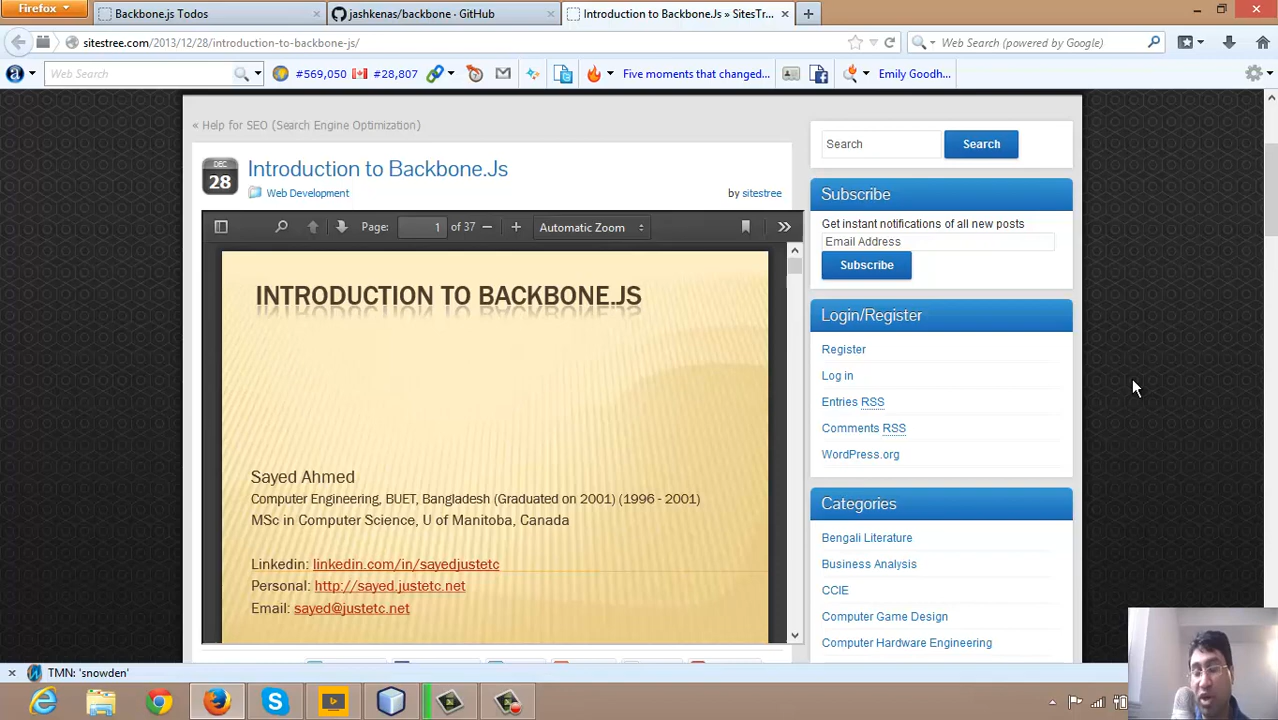 Firefox
Backbone.js Todos
jashkenas/backbone · GitHub
Introduction to Backbone.Js » SitesTr...
sitestree.com/2013/12/28/introduction-to-backbone-js/
Web Search (powered by Google)
Web Search
#569,050
#28,807
Five moments that changed...
Emily Goodh...
« Help for SEO (Search Engine Optimization)
DEC
28
Introduction to Backbone.Js
Web Development
by sitestree
Page: 1 of 37
Automatic Zoom
INTRODUCTION TO BACKBONE.JS
Sayed Ahmed
Computer Engineering, BUET, Bangladesh (Graduated on 2001) (1996 - 2001)
MSc in Computer Science, U of Manitoba, Canada
Linkedin: linkedin.com/in/sayedjustetc
Personal: http://sayed.justetc.net
Email: sayed@justetc.net
Search
Search
Subscribe
Get instant notifications of all new posts
Email Address
Subscribe
Login/Register
Register
Log in
Entries RSS
Comments RSS
WordPress.org
Categories
Bengali Literature
Business Analysis
CCIE
Computer Game Design
Computer Hardware Engineering
TMN: 'snowden'